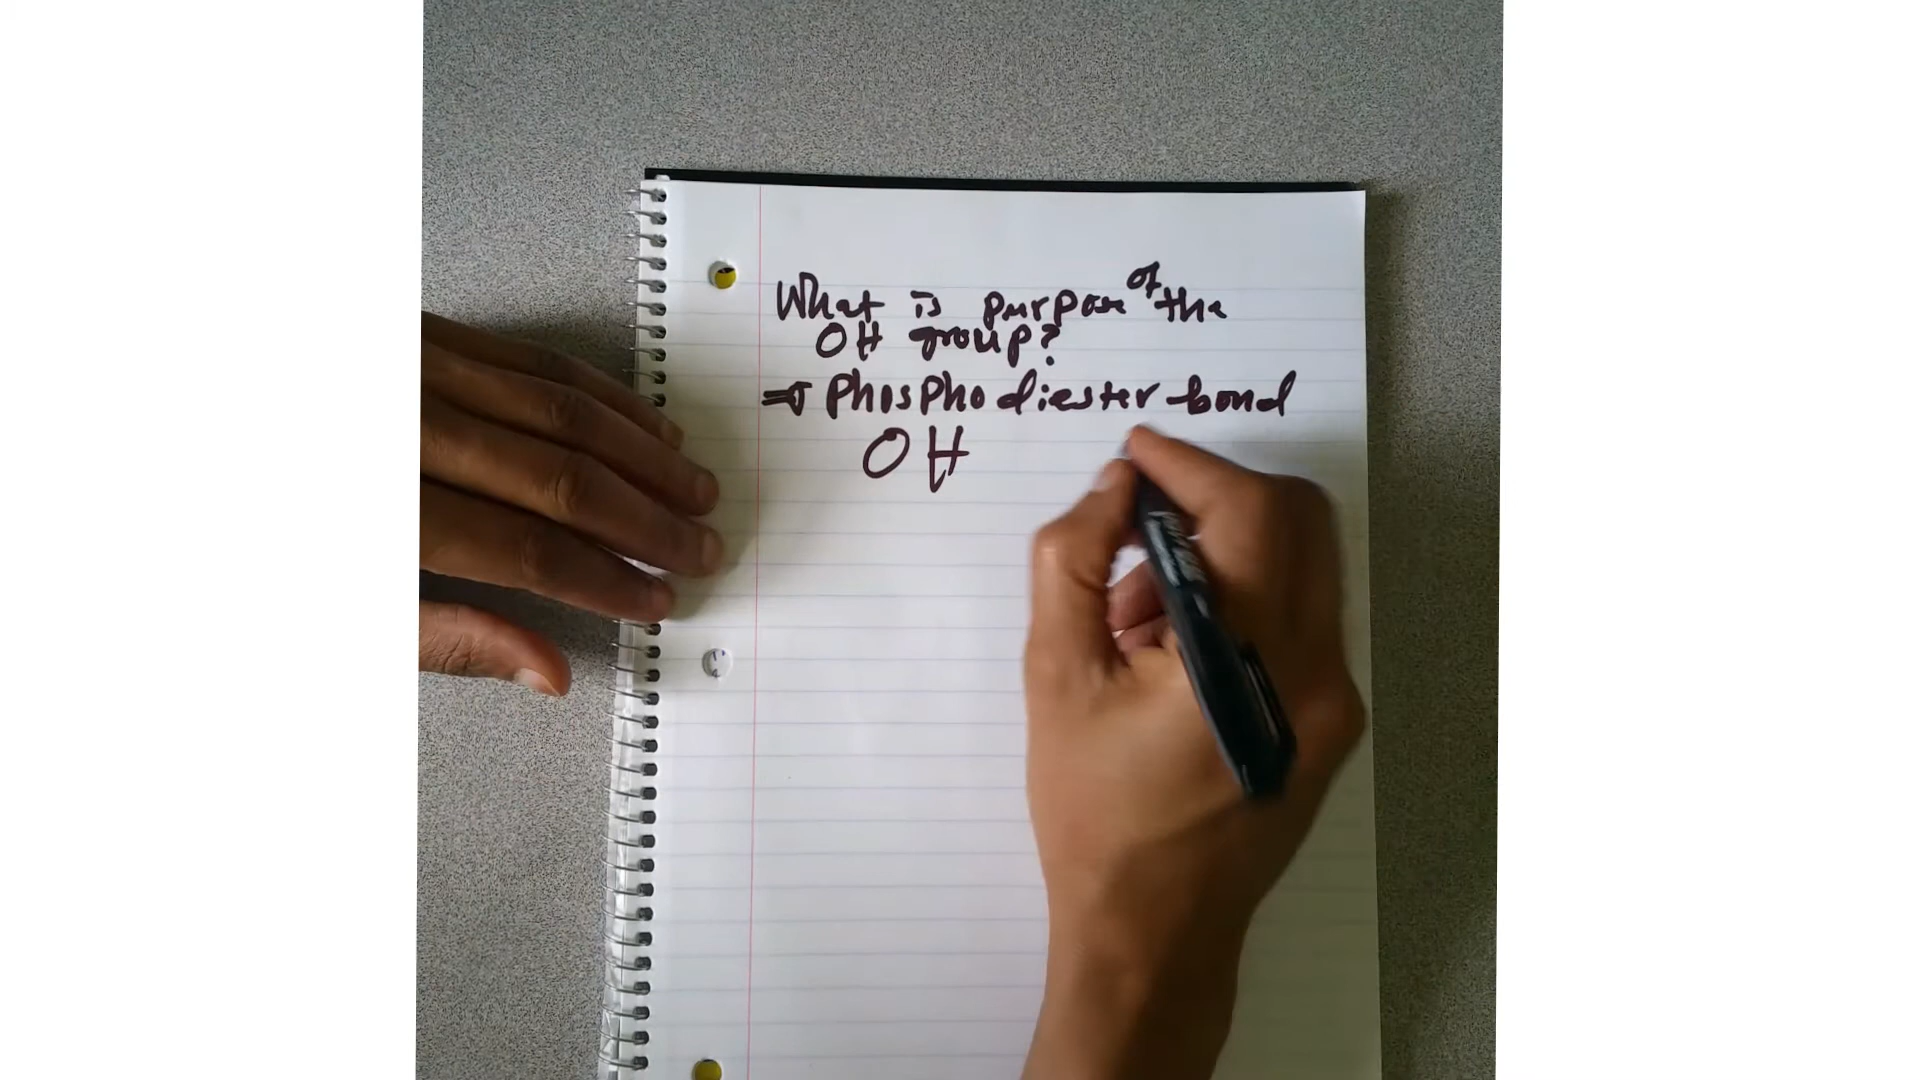 What is purpose of the
OH group?
⇒ Phosphodiester bond
OH